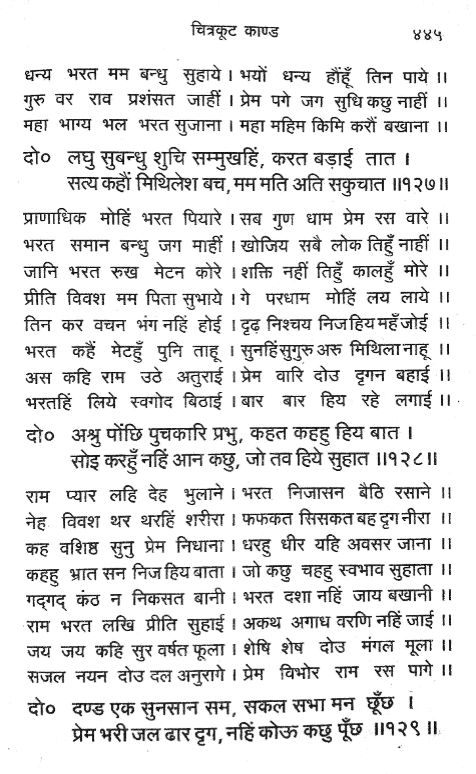 चित्रकूट काण्ड ४४५
धन्य भरत मम बन्धु सुहाये । भयों धन्य हौंहूँ तिन पाये ।।
गुरु वर राव प्रशंसत जाहीं । प्रेम पगे जग सुधि कछु नाहीं ।।
महा भाग्य भल भरत सुजाना । महा महिम किमि करौं बखाना ।।
दो० लघु सुबन्धु शुचि सम्मुखहिं, करत बड़ाई तात ।
सत्य कहौं मिथिलेश बच, मम मति अति सकुचात ॥१२७॥
प्राणाधिक मोहिं भरत पियारे । सब गुण धाम प्रेम रस वारे ।।
भरत समान बन्धु जग माहीं । खोजिय सबै लोक तिहुँ नाहीं ।।
जानि भरत रुख मेटन कोरे । शक्ति नहीं तिहुँ कालहुँ मोरे ।।
प्रीति विवश मम पिता सुभाये । गे परधाम मोहिं लय लाये ।।
तिन कर वचन भंग नहिं होई । दृढ़ निश्चय निज हिय महँ जोई ।।
भरत कहैं मेटहुँ पुनि ताहू । सुनहिं सुगुरु अरु मिथिला नाहू ।।
अस कहि राम उठे अतुराई । प्रेम वारि दोउ दृगन बहाई ।।
भरतहिं लिये स्वगोद बिठाई । बार बार हिय रहे लगाई ।।
दो० अश्रु पोंछि पुचकारि प्रभु, कहत कहहु हिय बात ।
सोइ करहुँ नहिं आन कछु, जो तव हिये सुहात ॥१२८॥
राम प्यार लहि देह भुलाने । भरत निजासन बैठि रसाने ।।
नेह विवश थर थरहिं शरीरा । फफकत सिसकत बह दृग नीरा ।।
कह वशिष्ठ सुनु प्रेम निधाना । धरहु धीर यहि अवसर जाना ।।
कहहु भ्रात सन निज हिय बाता । जो कछु चहहु स्वभाव सुहाता ।।
गद्गद् कंठ न निकसत बानी । भरत दशा नहिं जाय बखानी ।।
राम भरत लखि प्रीति सुहाई । अकथ अगाध वरणि नहिं जाई ।।
जय जय कहि सुर वर्षत फूला । शेषि शेष दोउ मंगल मूला ।।
सजल नयन दोउ दल अनुरागे । प्रेम विभोर राम रस पागे ।।
दो० दण्ड एक सुनसान सम, सकल सभा मन छूँछ ।
प्रेम भरी जल ढार दृग, नहिं कोऊ कछु पूँछ ॥१२९॥